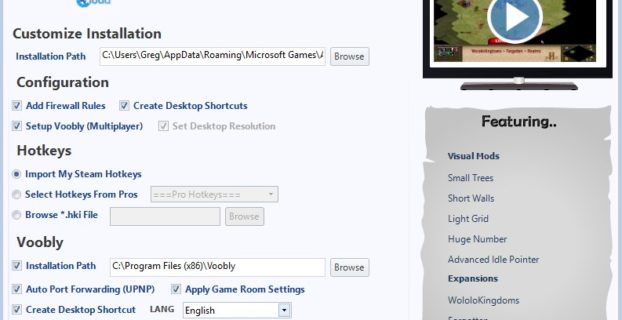 Customize Installation
Installation Path C:\Users\Greg\AppData\Roaming\Microsoft Games\A Browse
Configuration
Add Firewall Rules Create Desktop Shortcuts
Setup Voobly (Multiplayer) Set Desktop Resolution
Hotkeys
Import My Steam Hotkeys
Select Hotkeys From Pros ===Pro Hotkeys===
Browse *.hki File Browse
Voobly
Installation Path C:\Program Files (x86)\Voobly Browse
Auto Port Forwarding (UPNP) Apply Game Room Settings
Create Desktop Shortcut LANG English
Featuring..
Visual Mods
Small Trees
Short Walls
Light Grid
Huge Number
Advanced Idle Pointer
Expansions
WololoKingdoms
Forgotten